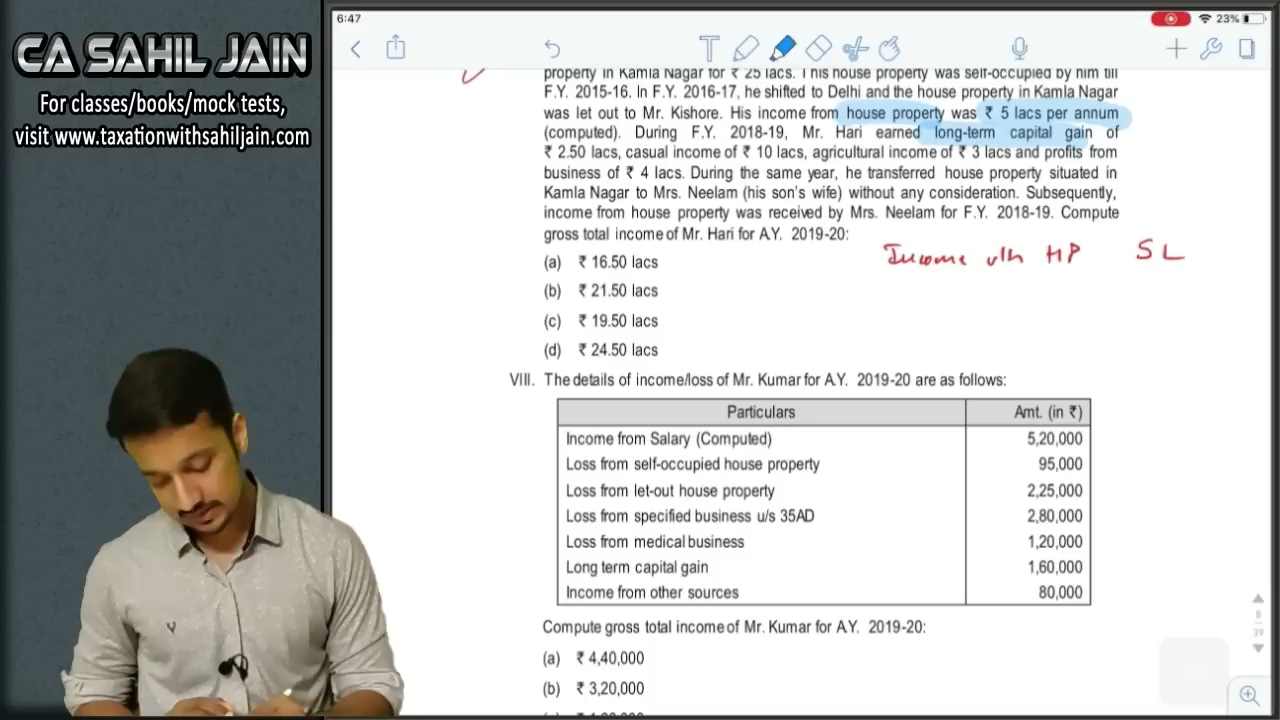 CA SAHIL JAIN
For classes/books/mock tests,
visit www.taxationwithsahiljain.com
6:47
23%
property in Kamla Nagar for ₹ 25 lacs. This house property was self-occupied by him till
F.Y. 2015-16. In F.Y. 2016-17, he shifted to Delhi and the house property in Kamla Nagar
was let out to Mr. Kishore. His income from house property was ₹ 5 lacs per annum
(computed). During F.Y. 2018-19, Mr. Hari earned long-term capital gain of
₹ 2.50 lacs, casual income of ₹ 10 lacs, agricultural income of ₹ 3 lacs and profits from
business of ₹ 4 lacs. During the same year, he transferred house property situated in
Kamla Nagar to Mrs. Neelam (his son's wife) without any consideration. Subsequently,
income from house property was received by Mrs. Neelam for F.Y. 2018-19. Compute
gross total income of Mr. Hari for A.Y. 2019-20:
Income u/h HP 5 L
(a) ₹ 16.50 lacs
(b) ₹ 21.50 lacs
(c) ₹ 19.50 lacs
(d) ₹ 24.50 lacs
VIII. The details of income/loss of Mr. Kumar for A.Y. 2019-20 are as follows:
Particulars Amt. (in ₹)
Income from Salary (Computed) 5,20,000
Loss from self-occupied house property 95,000
Loss from let-out house property 2,25,000
Loss from specified business u/s 35AD 2,80,000
Loss from medical business 1,20,000
Long term capital gain 1,60,000
Income from other sources 80,000
Compute gross total income of Mr. Kumar for A.Y. 2019-20:
(a) ₹ 4,40,000
(b) ₹ 3,20,000